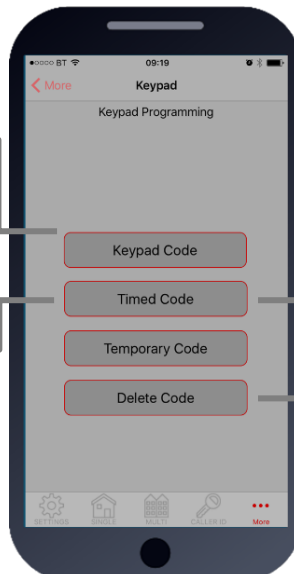 ●○○○○ BT 09:19
More Keypad
Keypad Programming
Keypad Code
Timed Code
Temporary Code
Delete Code
SETTINGS SINGLE MULTI CALLER ID More